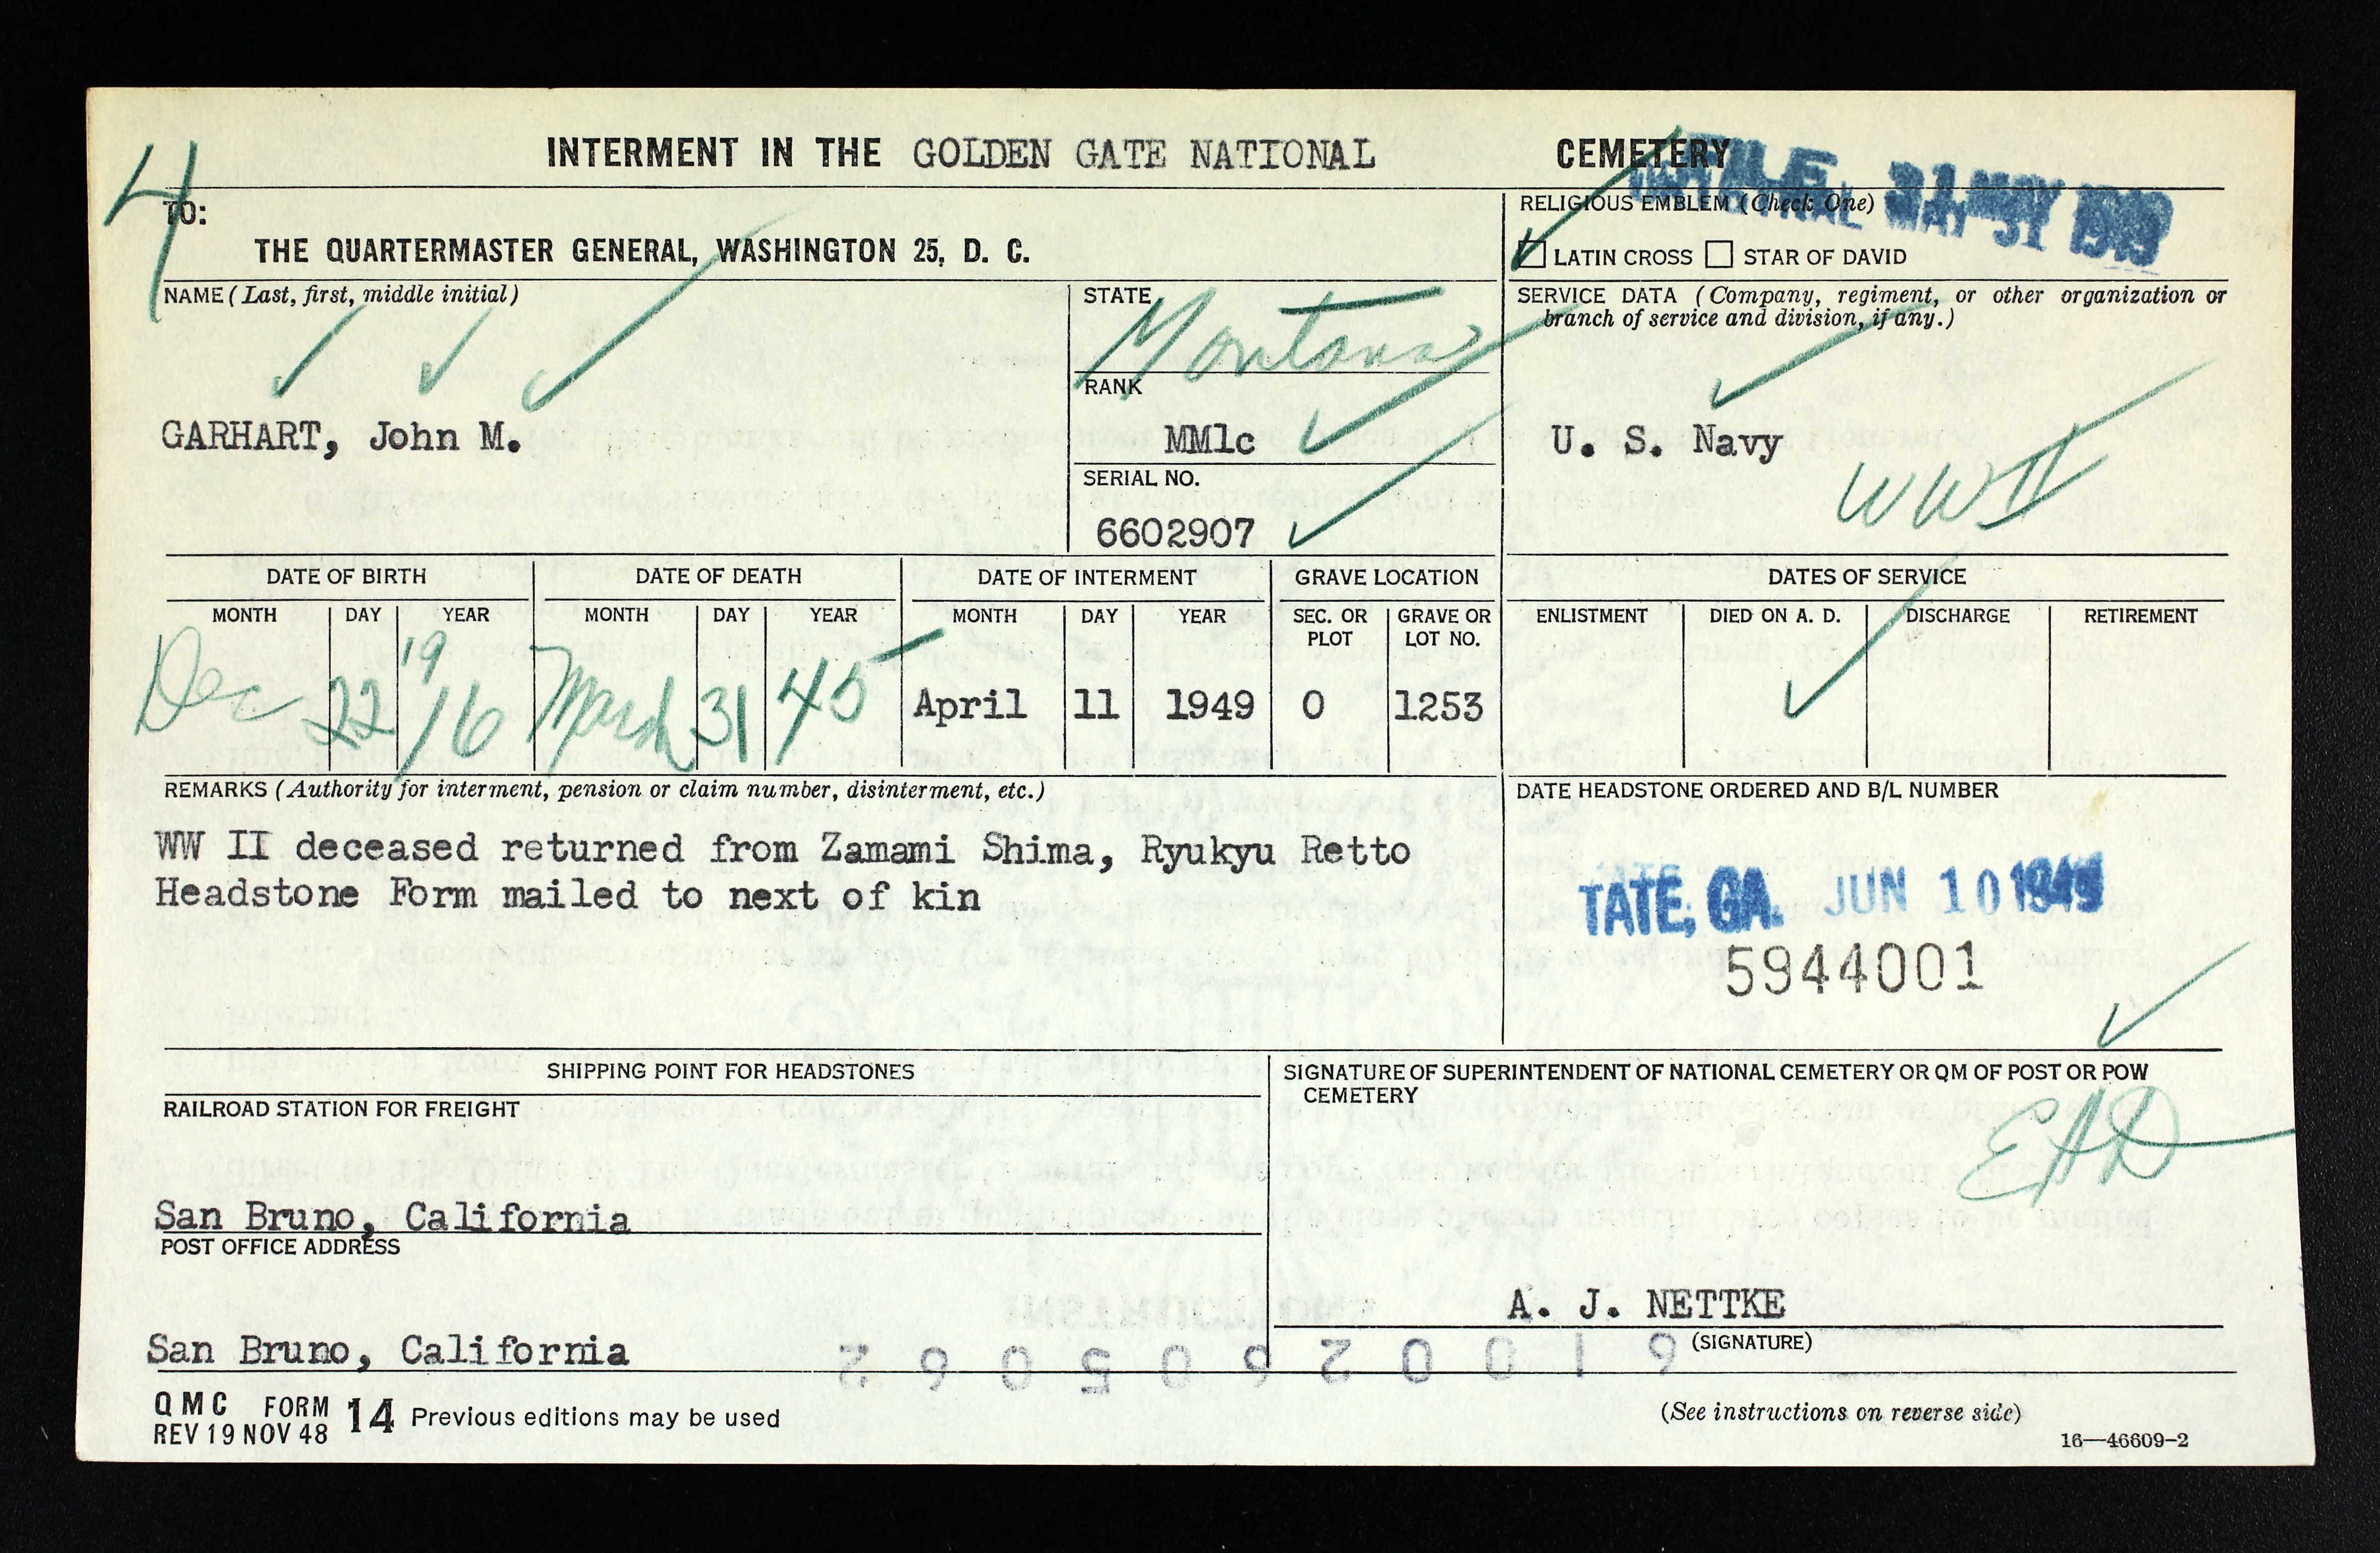 4
INTERMENT IN THE GOLDEN GATE NATIONAL CEMETERY
TO:
THE QUARTERMASTER GENERAL, WASHINGTON 25, D. C.
RELIGIOUS EMBLEM (Check One)
MAY 31 1949
LATIN CROSS STAR OF DAVID
NAME (Last, first, middle initial)
GARHART, John M.
STATE
Montana
RANK
MM1c
SERIAL NO.
6602907
SERVICE DATA (Company, regiment, or other organization or
branch of service and division, if any.)
U. S. Navy
WW II
DATE OF BIRTH DATE OF DEATH DATE OF INTERMENT GRAVE LOCATION DATES OF SERVICE
MONTH DAY YEAR MONTH DAY YEAR MONTH DAY YEAR SEC. OR PLOT GRAVE OR LOT NO. ENLISTMENT DIED ON A. D. DISCHARGE RETIREMENT
Dec 22 1916 March 31 45 April 11 1949 O 1253
REMARKS (Authority for interment, pension or claim number, disinterment, etc.)
WW II deceased returned from Zamami Shima, Ryukyu Retto
Headstone Form mailed to next of kin
DATE HEADSTONE ORDERED AND B/L NUMBER
TATE, GA. JUN 10 1949
5944001
SHIPPING POINT FOR HEADSTONES
RAILROAD STATION FOR FREIGHT
San Bruno, California
POST OFFICE ADDRESS
San Bruno, California
SIGNATURE OF SUPERINTENDENT OF NATIONAL CEMETERY OR QM OF POST OR POW
CEMETERY
EAD
A. J. NETTKE
(SIGNATURE)
QMC FORM 14 Previous editions may be used
REV 19 NOV 48
(See instructions on reverse side)
16—46609-2